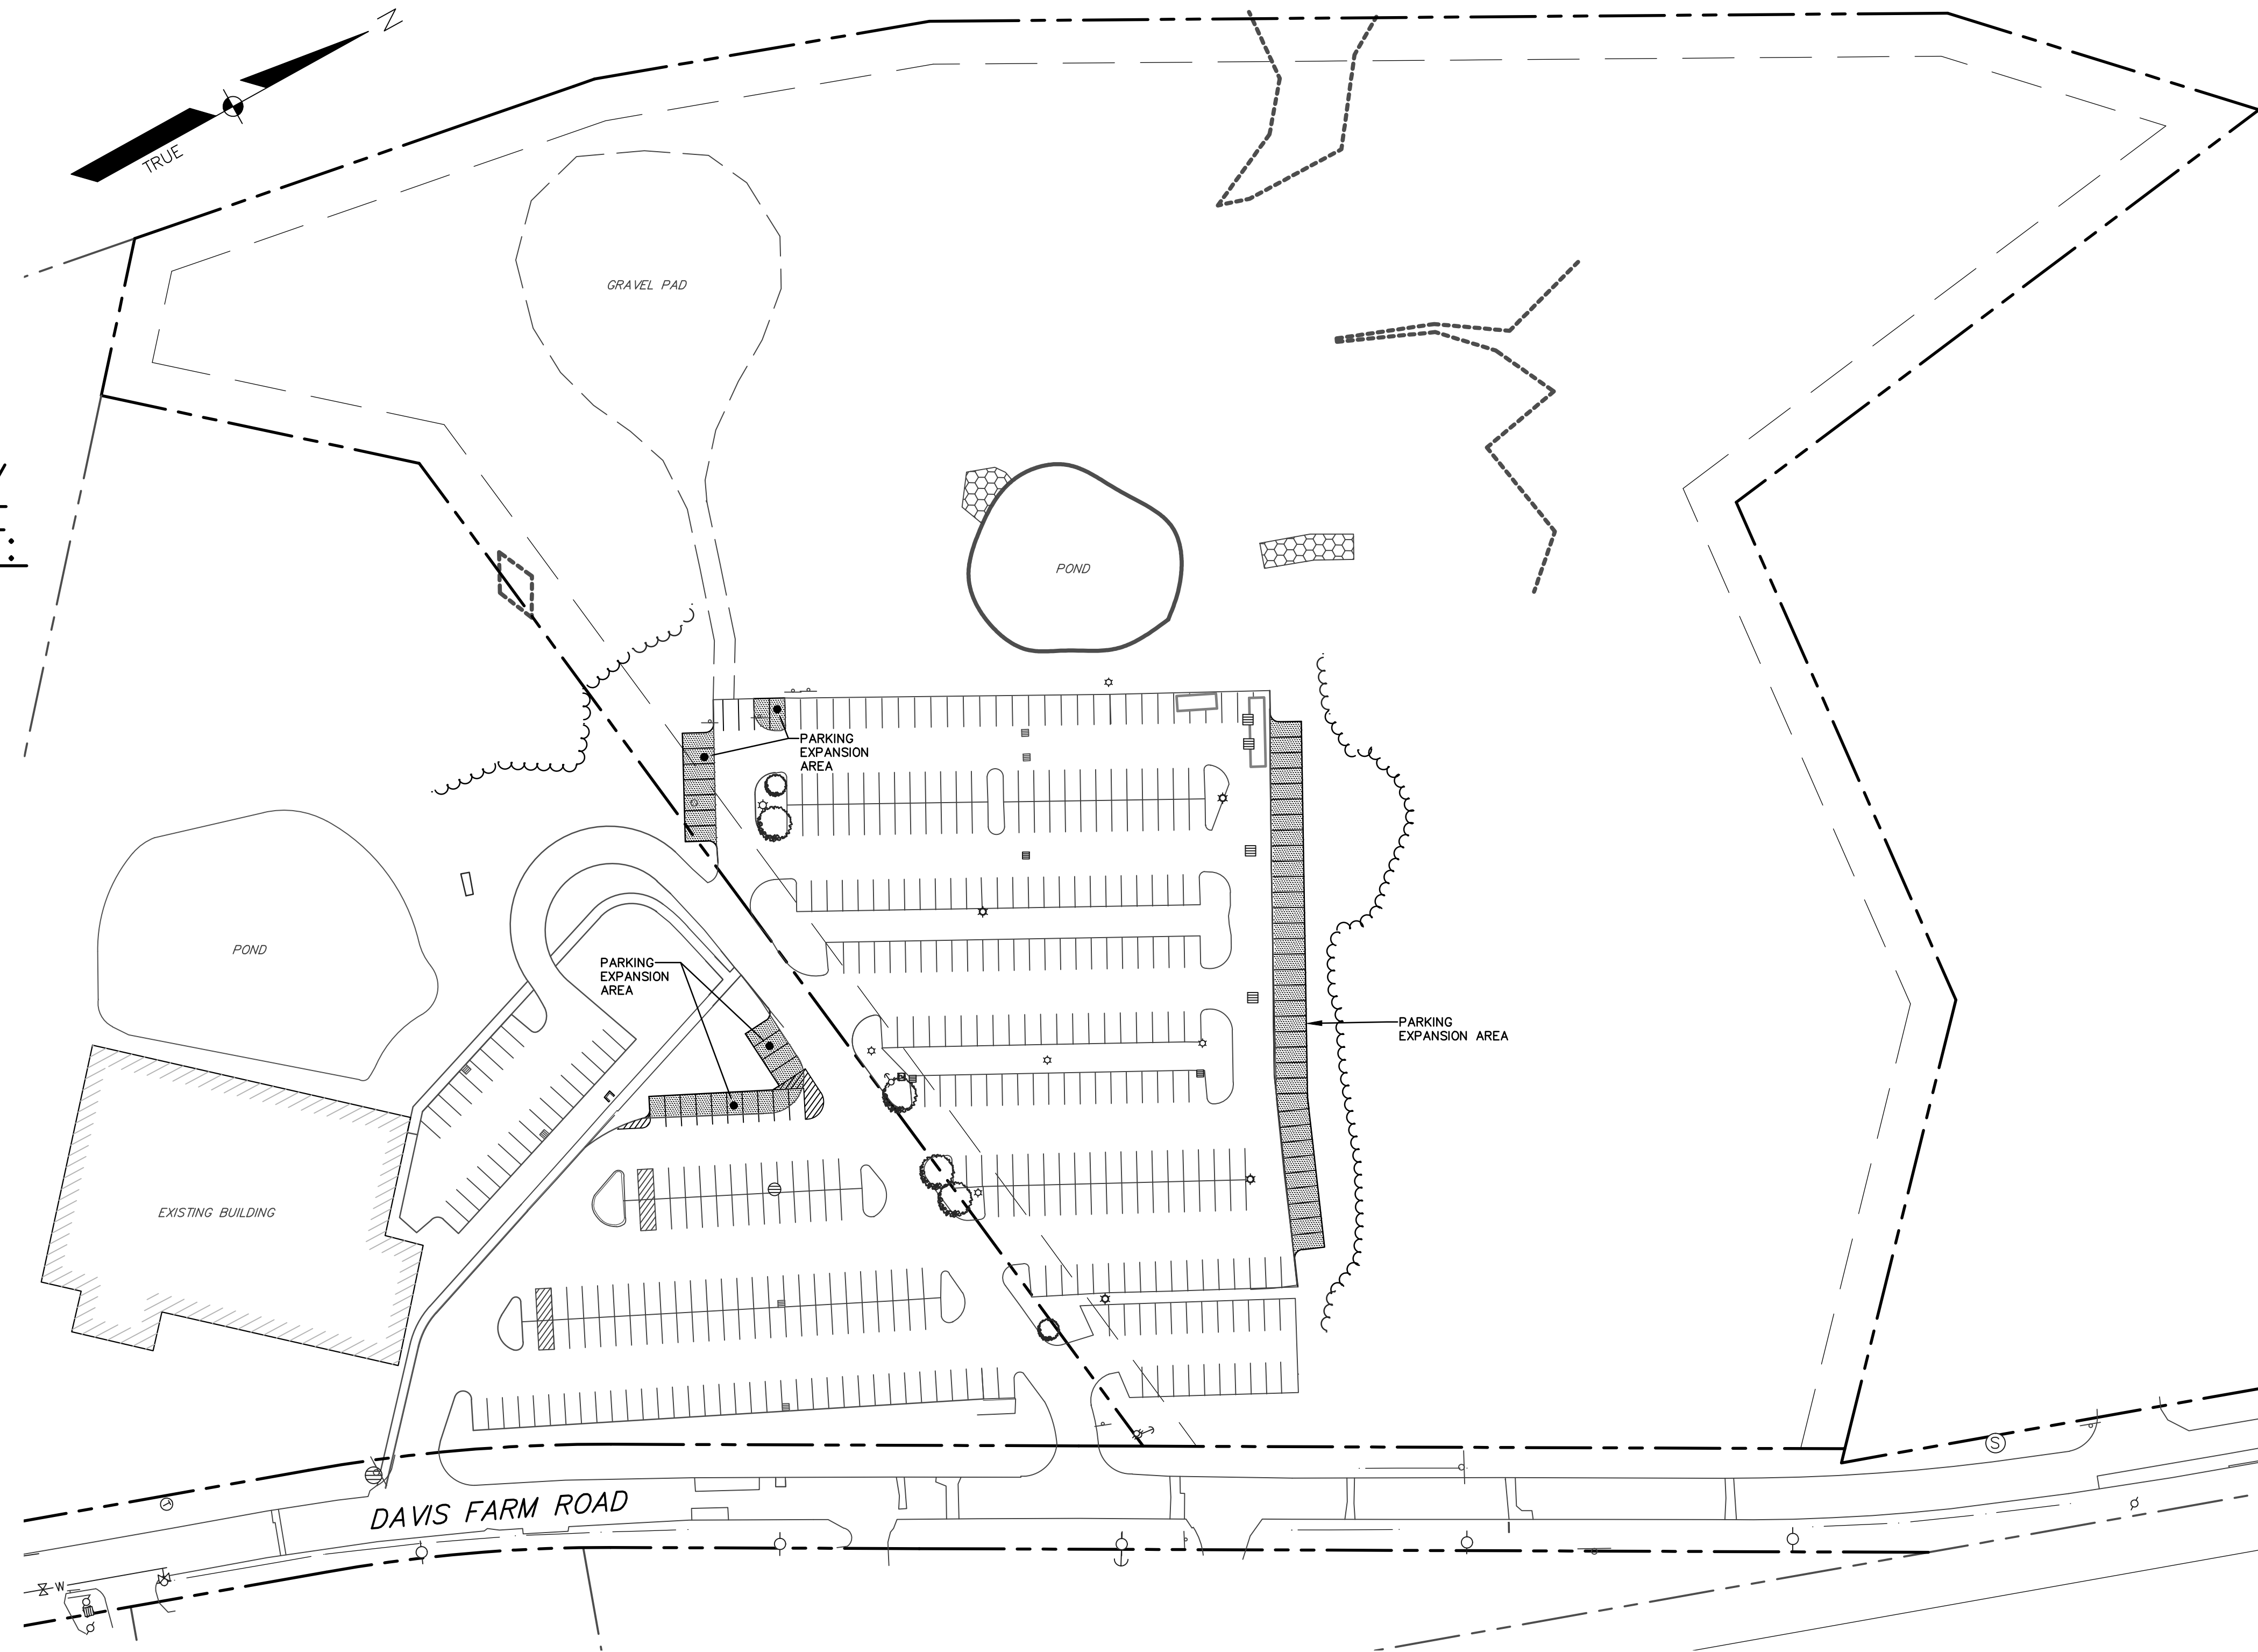 N
TRUE
GRAVEL PAD
POND
PARKING
EXPANSION
AREA
POND
PARKING
EXPANSION
AREA
PARKING
EXPANSION AREA
EXISTING BUILDING
S
DAVIS FARM ROAD
W